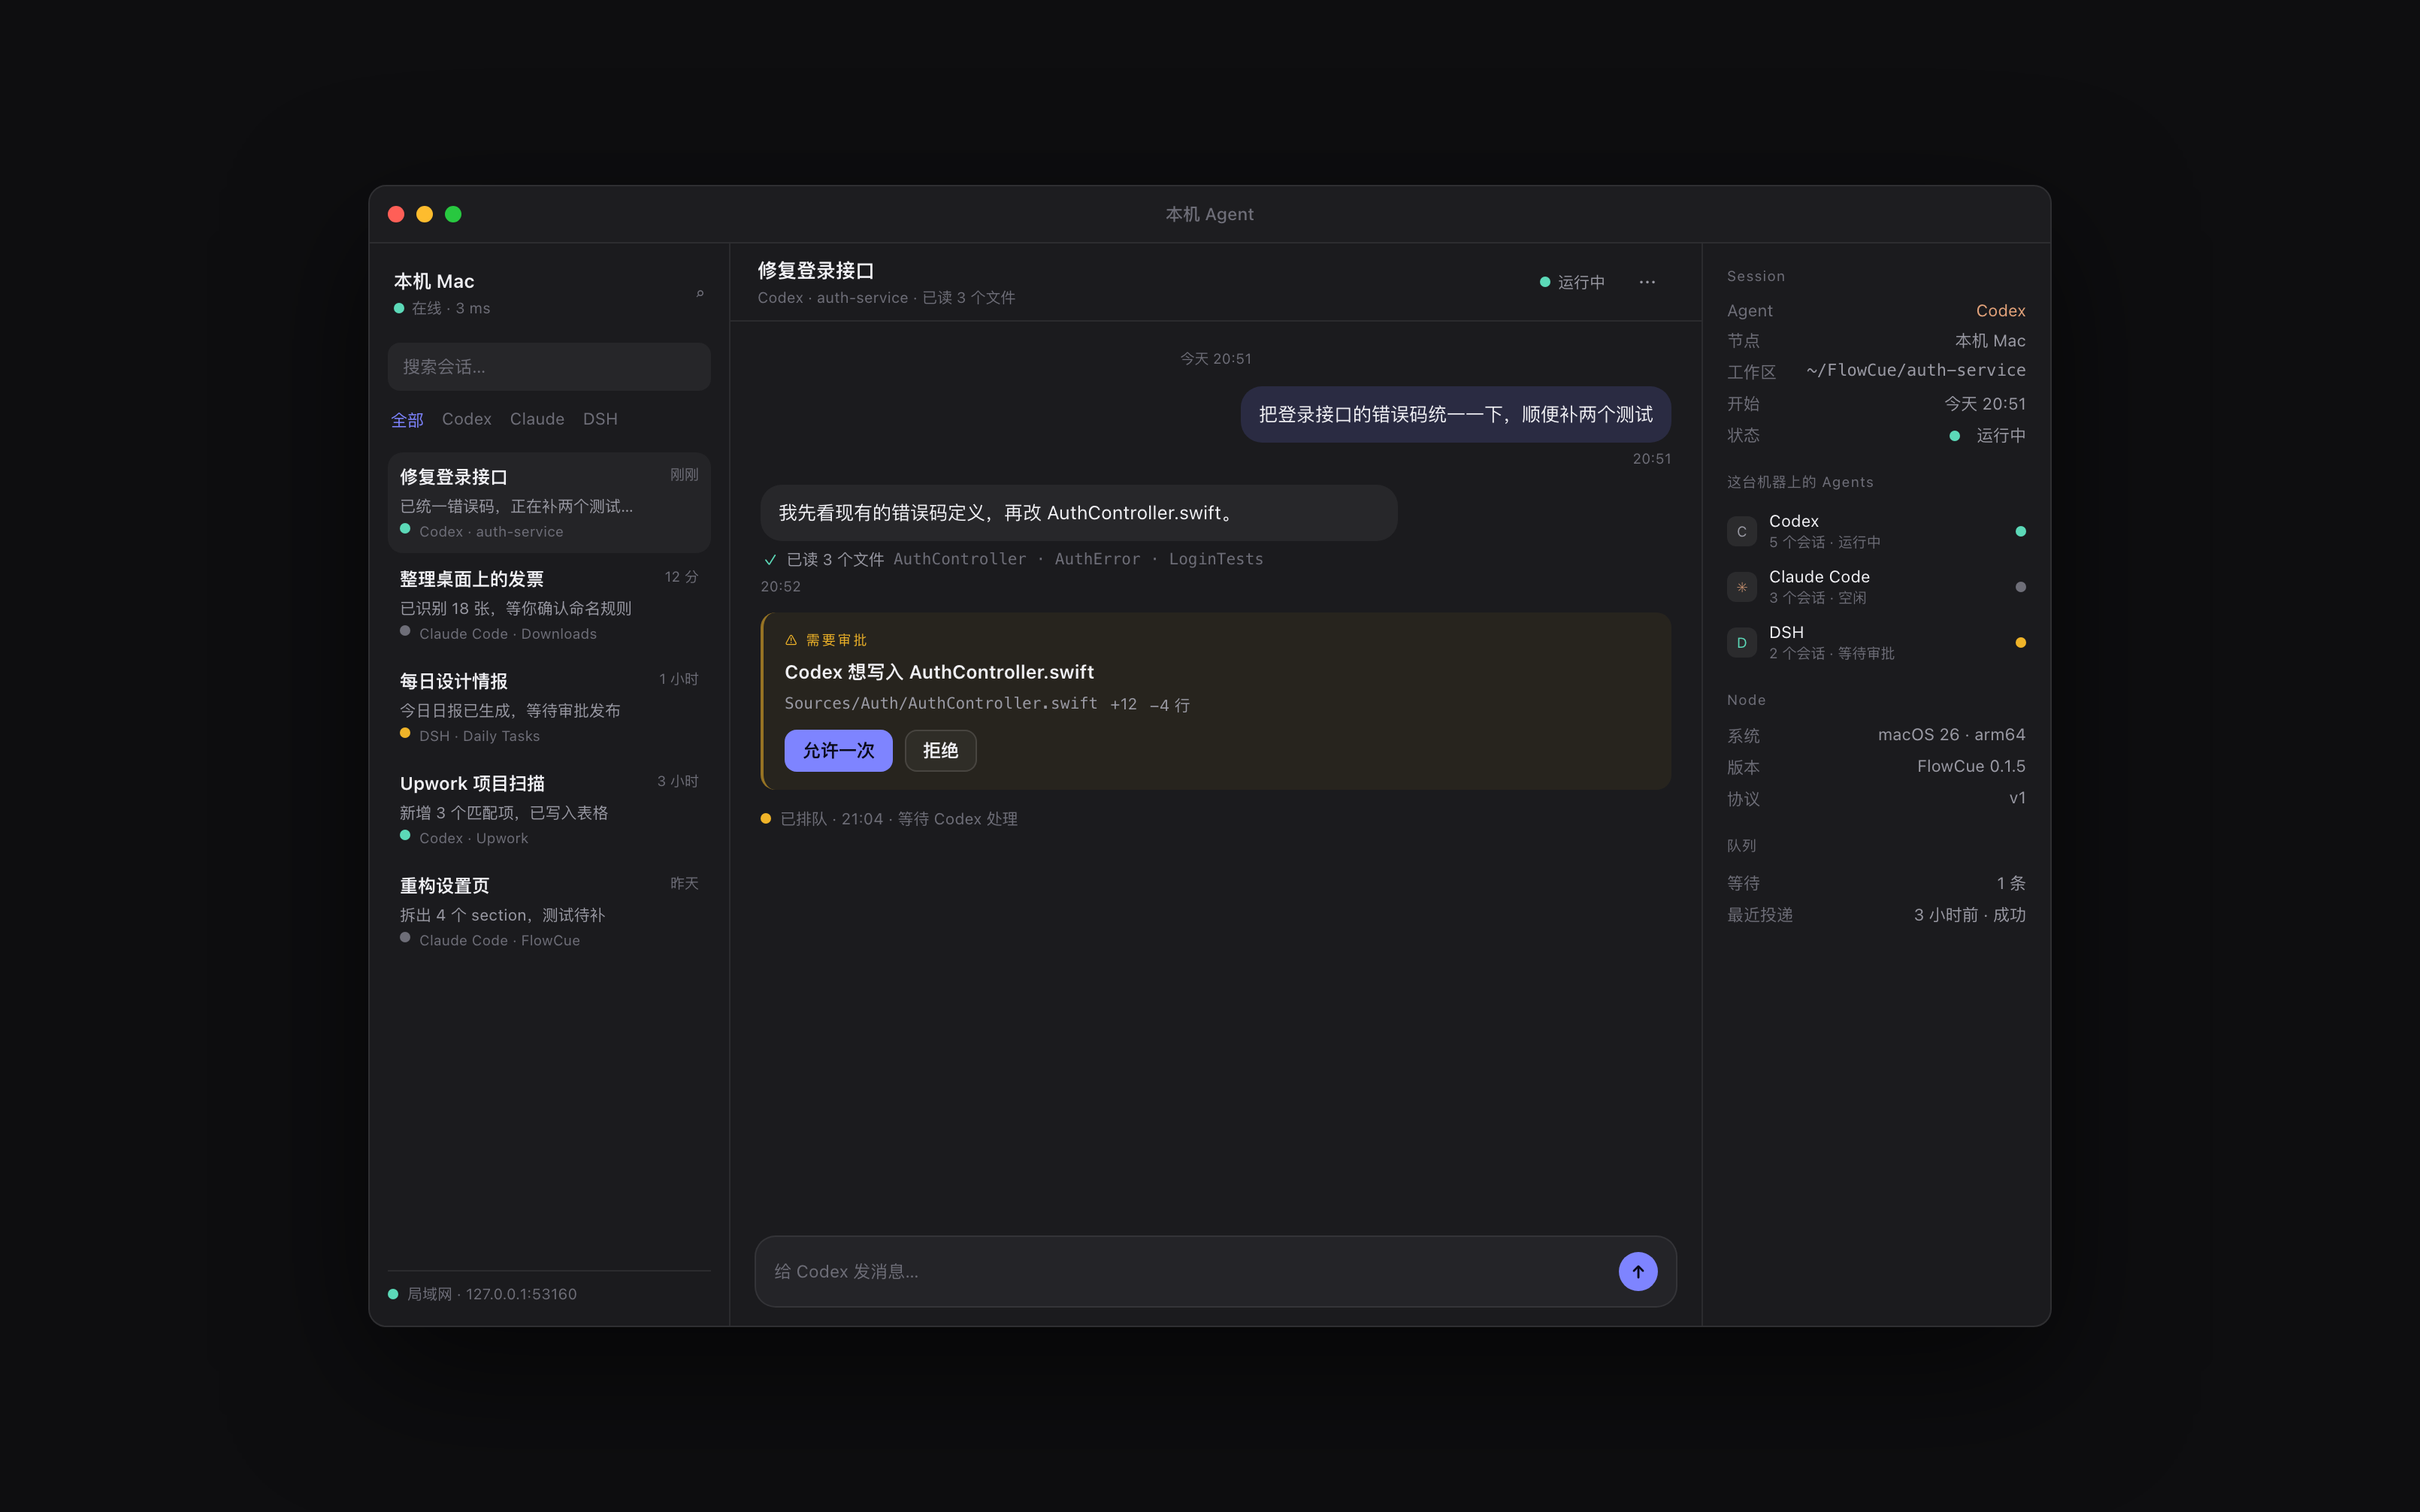 本机 Agent
本机 Mac
在线 · 3 ms
搜索会话...
全部 Codex Claude DSH
修复登录接口 刚刚
已统一错误码，正在补两个测试...
Codex · auth-service
整理桌面上的发票 12 分
已识别 18 张，等你确认命名规则
Claude Code · Downloads
每日设计情报 1 小时
今日日报已生成，等待审批发布
DSH · Daily Tasks
Upwork 项目扫描 3 小时
新增 3 个匹配项，已写入表格
Codex · Upwork
重构设置页 昨天
拆出 4 个 section，测试待补
Claude Code · FlowCue
局域网 · 127.0.0.1:53160
修复登录接口
Codex · auth-service · 已读 3 个文件
运行中 ···
今天 20:51
把登录接口的错误码统一一下，顺便补两个测试
20:51
我先看现有的错误码定义，再改 AuthController.swift。
✓ 已读 3 个文件 AuthController · AuthError · LoginTests
20:52
⚠ 需要审批
Codex 想写入 AuthController.swift
Sources/Auth/AuthController.swift +12 −4 行
允许一次 拒绝
已排队 · 21:04 · 等待 Codex 处理
给 Codex 发消息...
Session
Agent Codex
节点 本机 Mac
工作区 ~/FlowCue/auth-service
开始 今天 20:51
状态 运行中
这台机器上的 Agents
C Codex
5 个会话 · 运行中
Claude Code
3 个会话 · 空闲
D DSH
2 个会话 · 等待审批
Node
系统 macOS 26 · arm64
版本 FlowCue 0.1.5
协议 v1
队列
等待 1 条
最近投递 3 小时前 · 成功